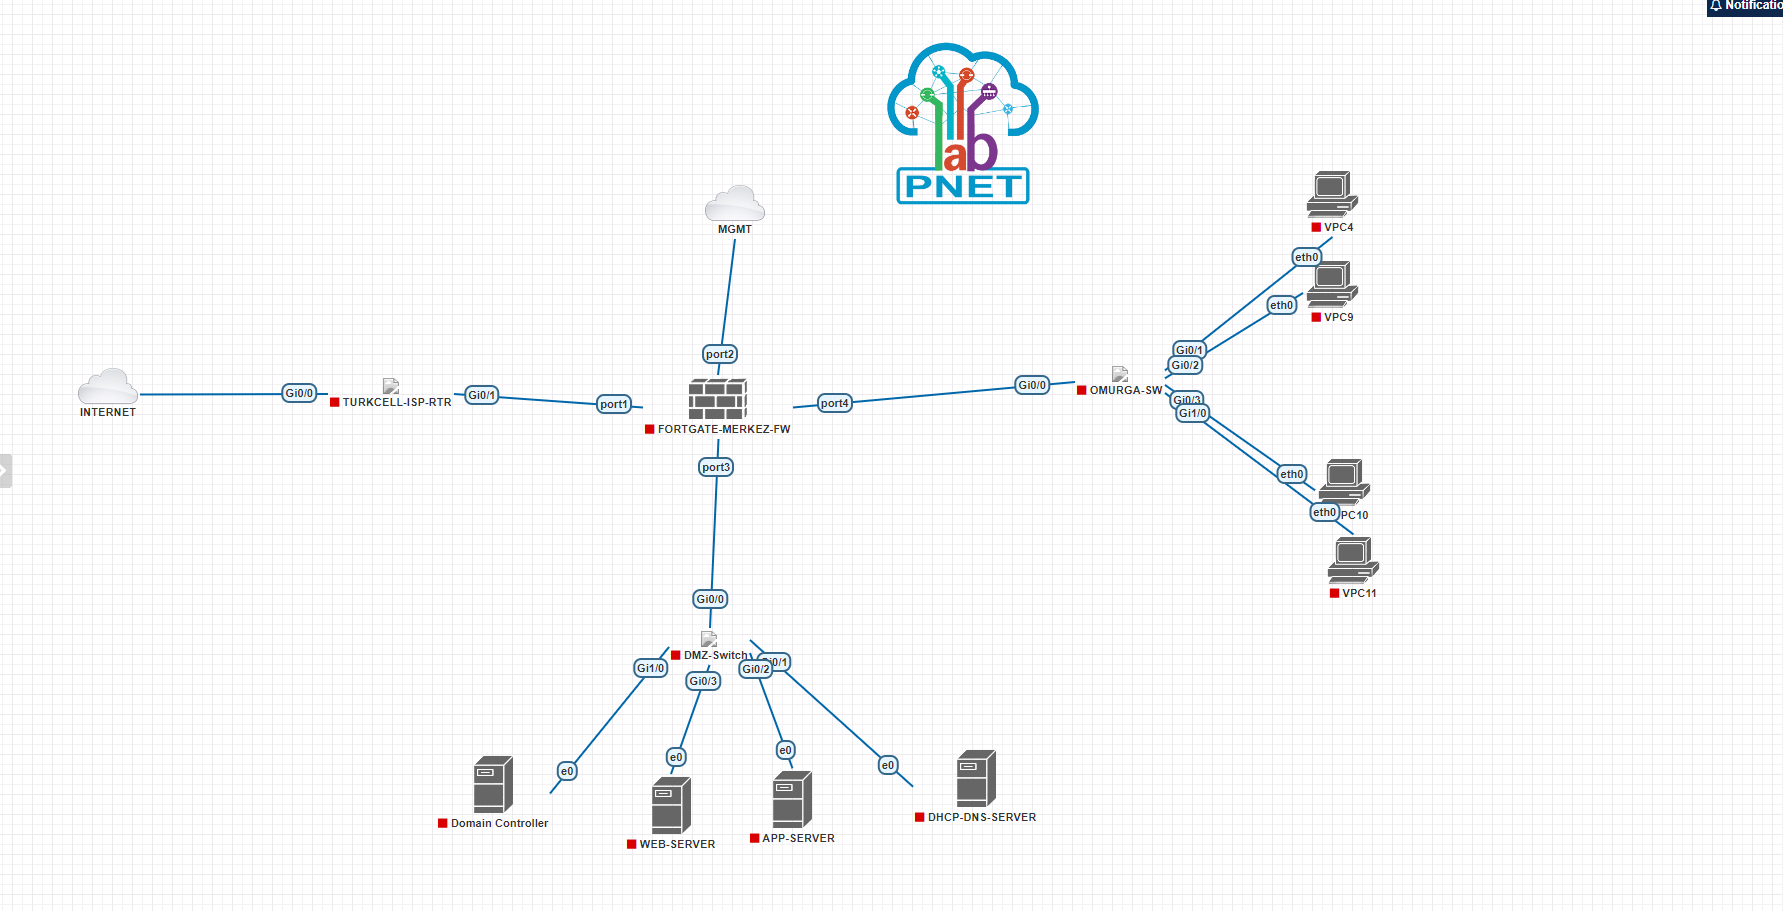 Notificatio
lab
PNET
MGMT
port2
INTERNET
Gi0/0
TURKCELL-ISP-RTR
Gi0/1
port1
FORTGATE-MERKEZ-FW
port4
port3
Gi0/0
OMURGA-SW
Gi0/1
Gi0/2
Gi0/3
Gi1/0
eth0
VPC4
eth0
VPC9
eth0
PC10
eth0
VPC11
Gi0/0
DMZ-Switch
Gi1/0
Gi0/3
Gi0/2
i0/1
e0
e0
e0
e0
Domain Controller
WEB-SERVER
APP-SERVER
DHCP-DNS-SERVER